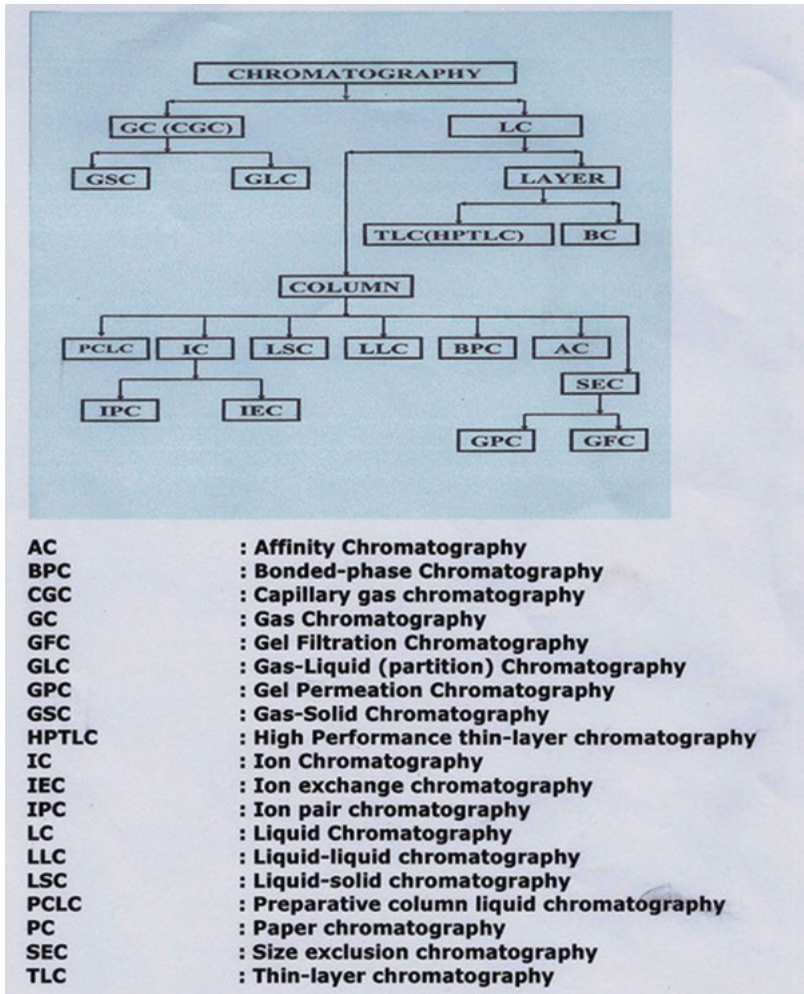 CHROMATOGRAPHY
GC (CGC) LC
GSC GLC LAYER
TLC(HPTLC) BC
COLUMN
PCLC IC LSC LLC BPC AC
SEC
IPC IEC
GPC GFC
AC : Affinity Chromatography
BPC : Bonded-phase Chromatography
CGC : Capillary gas chromatography
GC : Gas Chromatography
GFC : Gel Filtration Chromatography
GLC : Gas-Liquid (partition) Chromatography
GPC : Gel Permeation Chromatography
GSC : Gas-Solid Chromatography
HPTLC : High Performance thin-layer chromatography
IC : Ion Chromatography
IEC : Ion exchange chromatography
IPC : Ion pair chromatography
LC : Liquid Chromatography
LLC : Liquid-liquid chromatography
LSC : Liquid-solid chromatography
PCLC : Preparative column liquid chromatography
PC : Paper chromatography
SEC : Size exclusion chromatography
TLC : Thin-layer chromatography